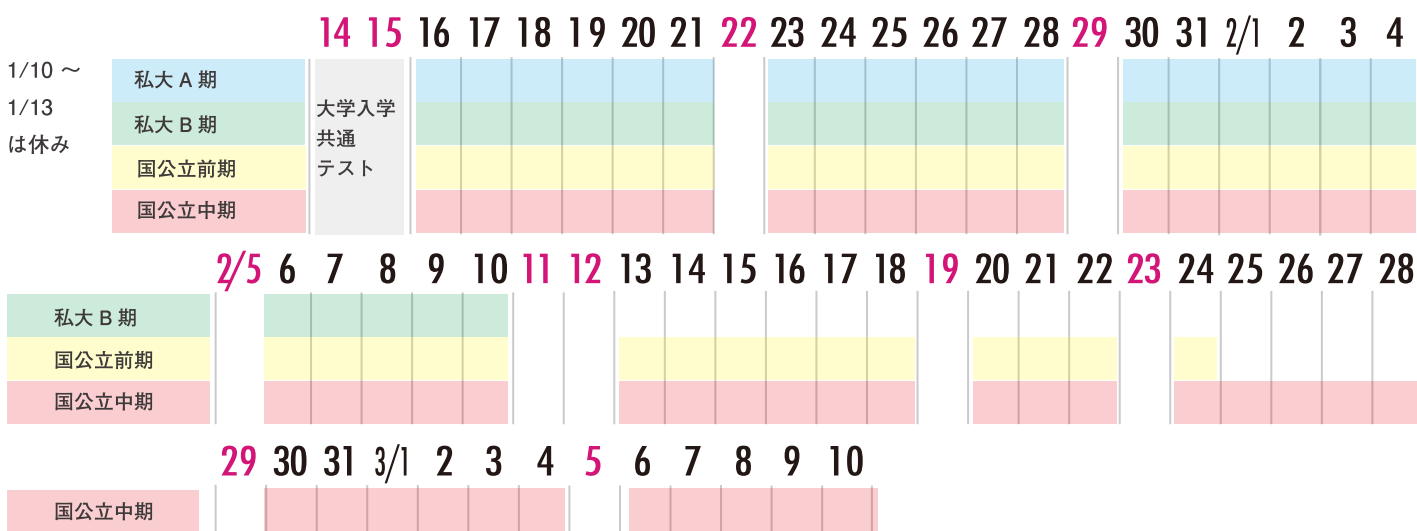 14 15 16 17 18 19 20 21 22 23 24 25 26 27 28 29 30 31 2/1 2 3 4
1/10 〜
1/13
は休み
私大 A 期
私大 B 期
国公立前期
国公立中期
大学入学
共通
テスト
2/5 6 7 8 9 10 11 12 13 14 15 16 17 18 19 20 21 22 23 24 25 26 27 28
私大 B 期
国公立前期
国公立中期
29 30 31 3/1 2 3 4 5 6 7 8 9 10
国公立中期